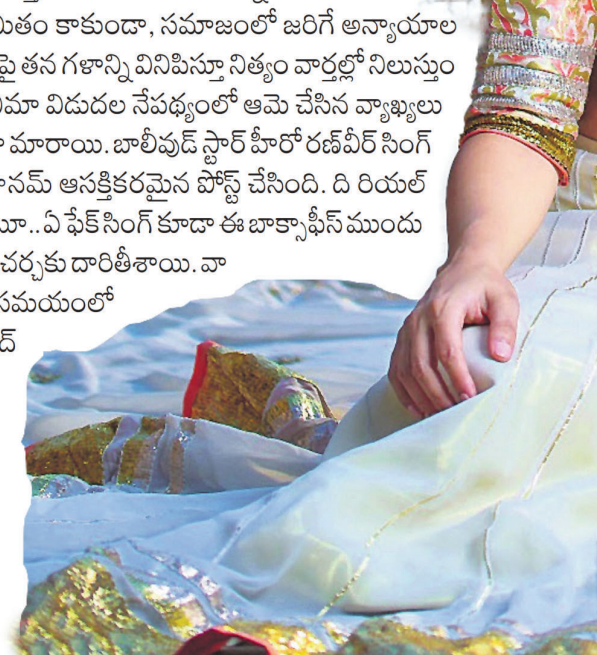 మితం కాకుండా, సమాజంలో జరిగే అన్యాయాల
పై తన గళాన్ని వినిపిస్తూ నిత్యం వార్తల్లో నిలుస్తుం
మా విడుదల నేపథ్యంలో ఆమె చేసిన వ్యాఖ్యలు
మారాయి. బాలీవుడ్ స్టార్ హీరో రణ్‌వీర్ సింగ్
నమ్ ఆసక్తికరమైన పోస్ట్ చేసింది. ది రియల్
.. ఏ ఫేక్ సింగ్ కూడా ఈ బాక్సాఫీస్ ముందు
చర్చకు దారితీశాయి. వా
సమయంలో